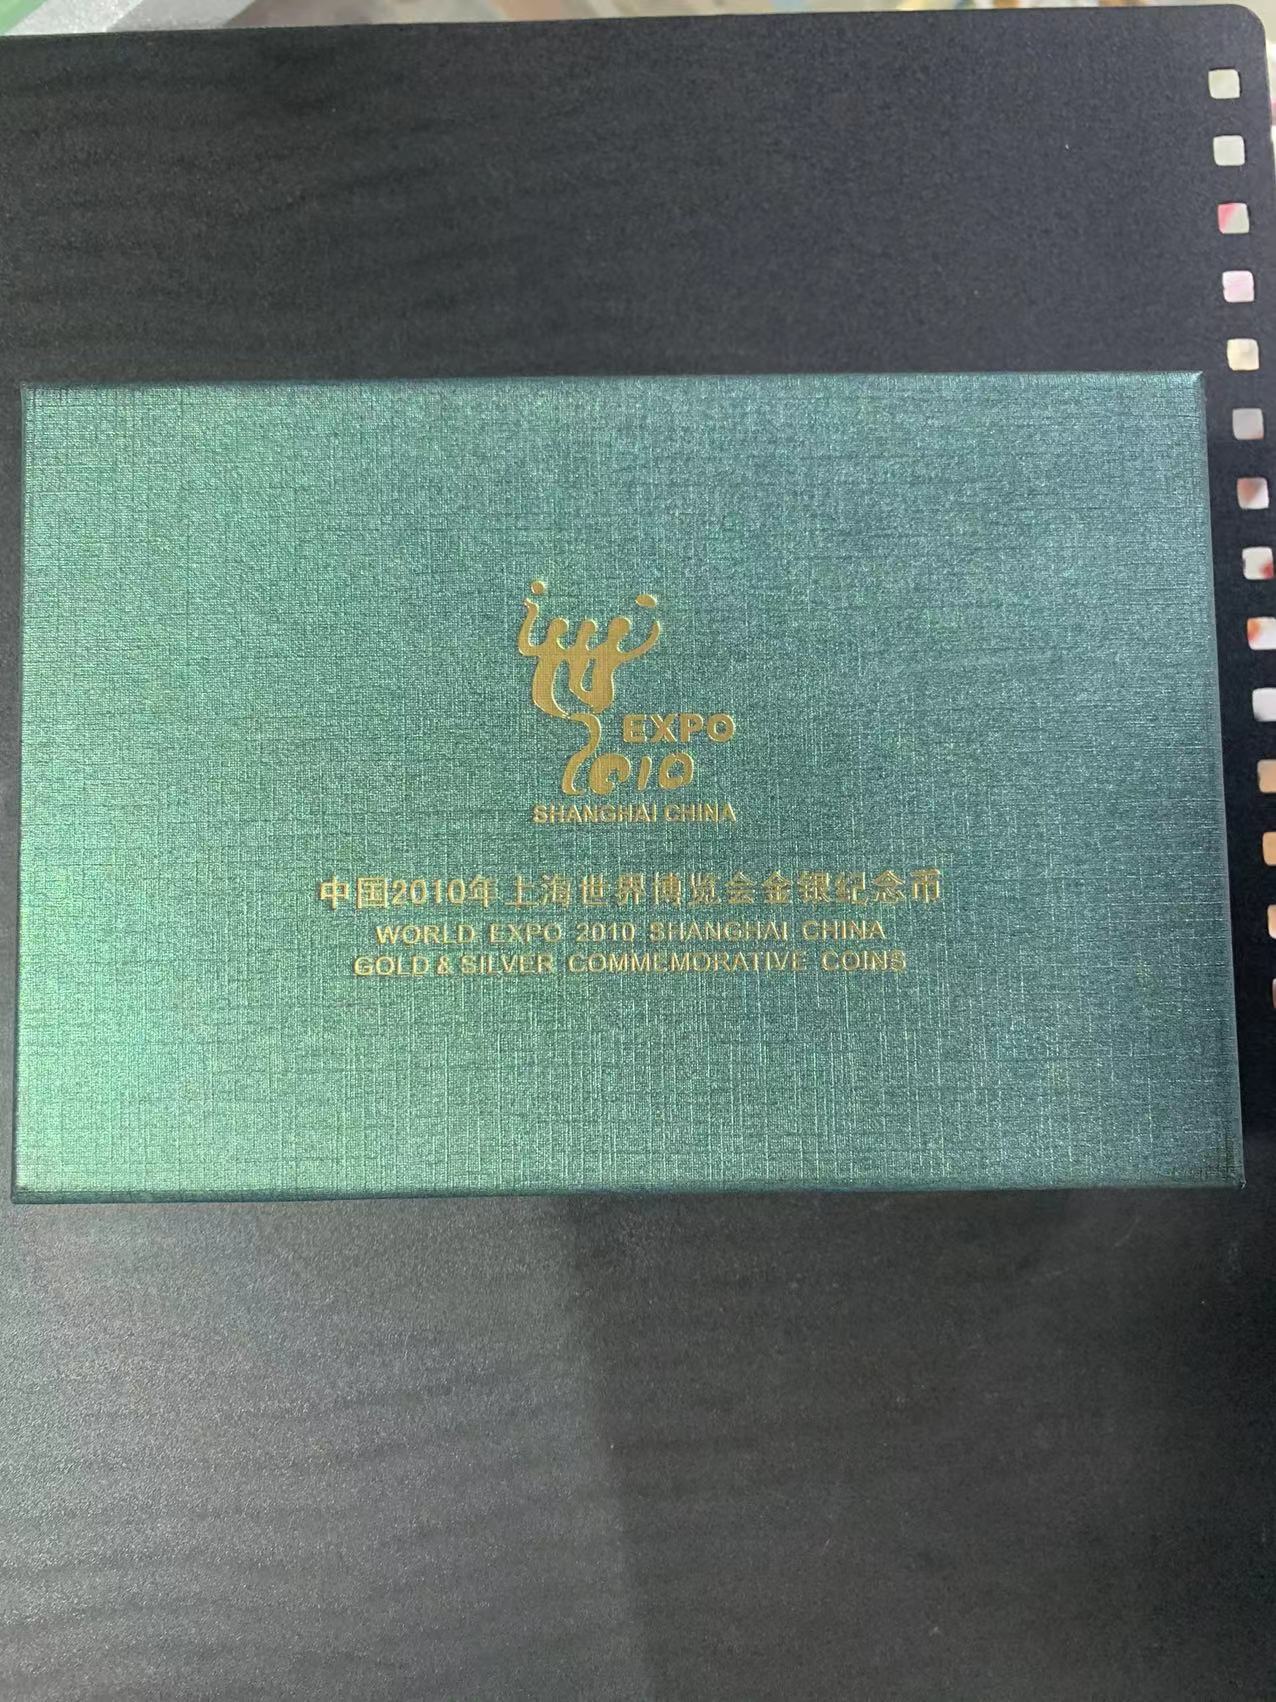 EXPO
2010
SHANGHAI CHINA
中国2010年上海世界博览会金银纪念币
WORLD EXPO 2010 SHANGHAI CHINA
GOLD & SILVER COMMEMORATIVE COINS